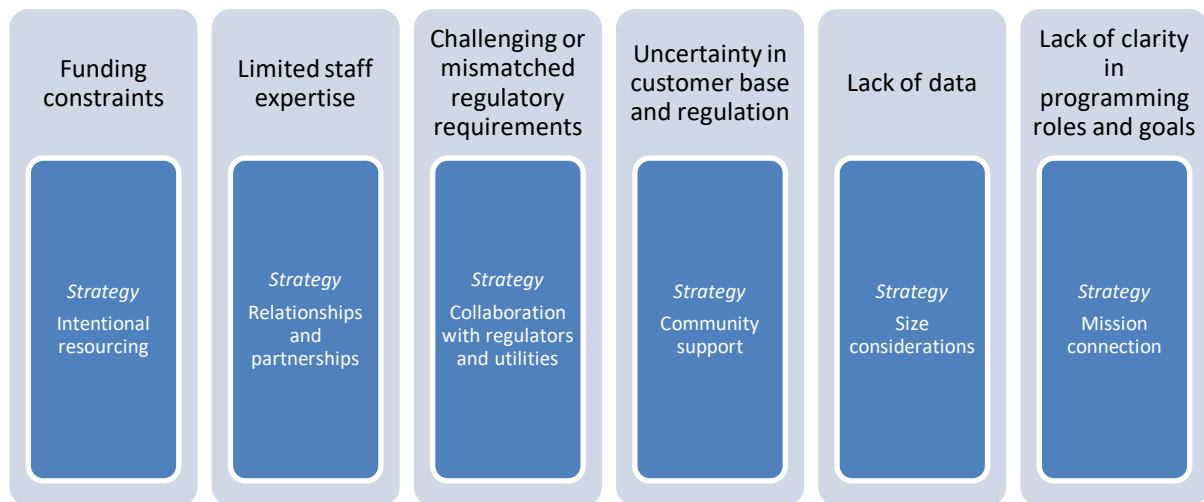 Funding
constraints
Strategy
Intentional
resourcing
Limited staff
expertise
Strategy
Relationships
and
partnerships
Challenging or
mismatched
regulatory
requirements
Strategy
Collaboration
with regulators
and utilities
Uncertainty in
customer base
and regulation
Strategy
Community
support
Lack of data
Strategy
Size
considerations
Lack of clarity
in
programming
roles and goals
Strategy
Mission
connection